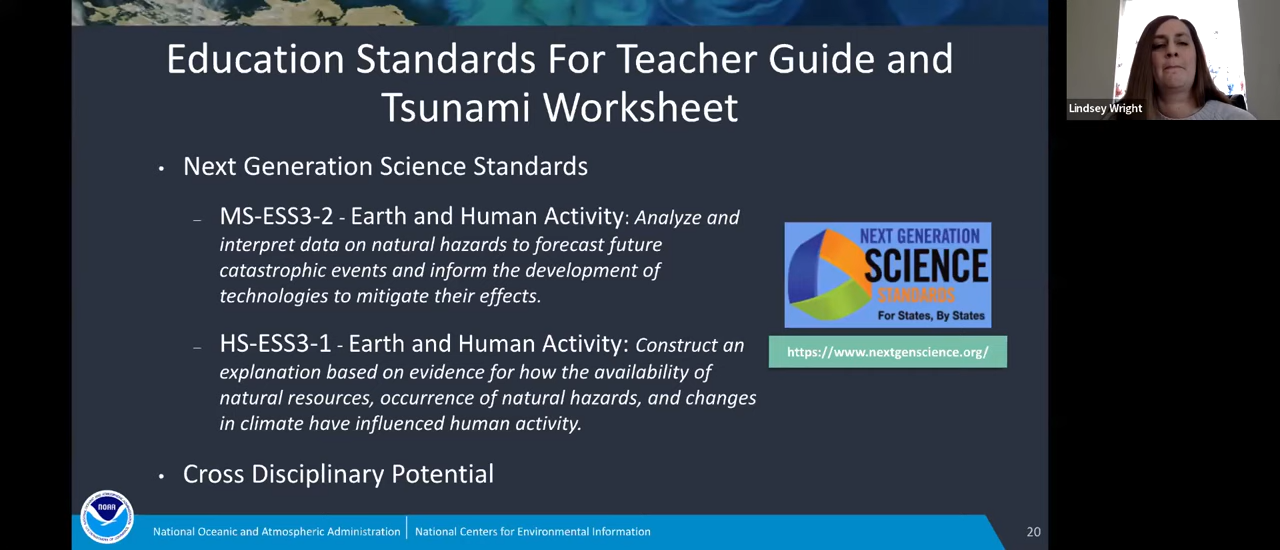 Education Standards For Teacher Guide and
Tsunami Worksheet
Lindsey Wright
• Next Generation Science Standards
– MS-ESS3-2 - Earth and Human Activity: Analyze and
interpret data on natural hazards to forecast future
catastrophic events and inform the development of
technologies to mitigate their effects.
– HS-ESS3-1 - Earth and Human Activity: Construct an
explanation based on evidence for how the availability of
natural resources, occurrence of natural hazards, and changes
in climate have influenced human activity.
NEXT GENERATION
SCIENCE
STANDARDS
For States, By States
https://www.nextgenscience.org/
• Cross Disciplinary Potential
NOAA
National Oceanic and Atmospheric Administration | National Centers for Environmental Information
20